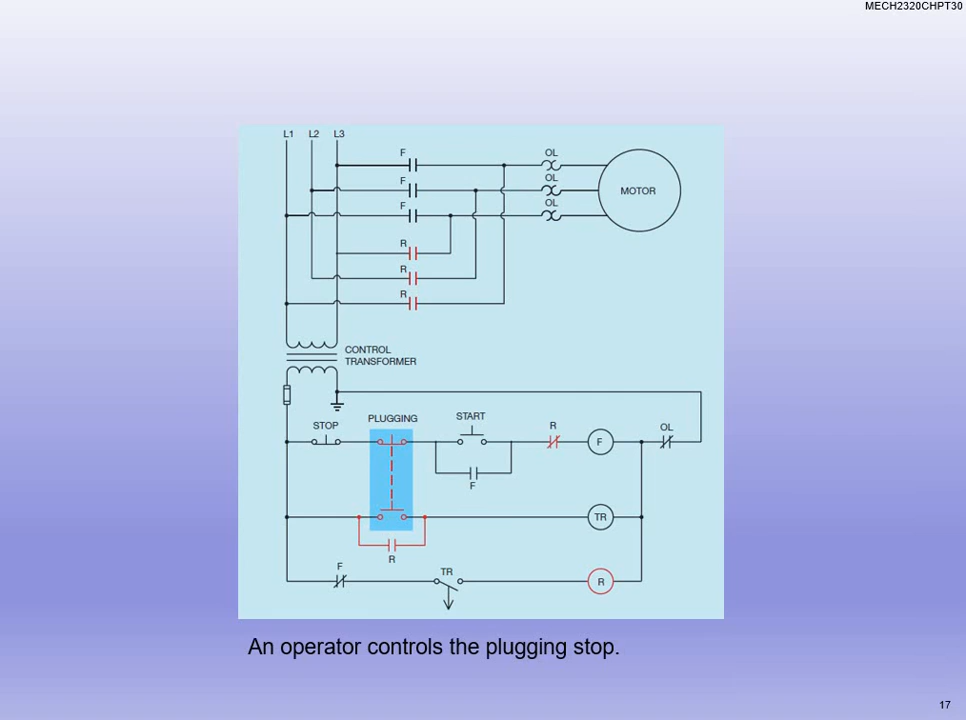 MECH2320CHPT30
L1 L2 L3
F
OL
F
OL
MOTOR
F
OL
R
R
R
CONTROL
TRANSFORMER
STOP
PLUGGING
START
R
F
OL
F
TR
R
F
TR
R
An operator controls the plugging stop.
17